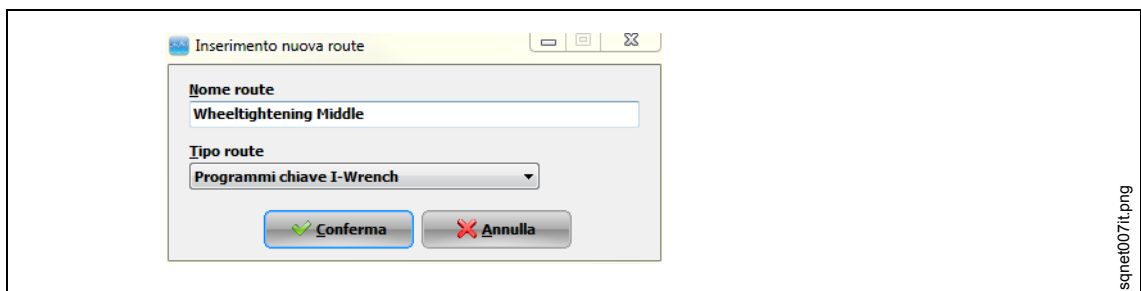 Inserimento nuova route
Nome route
Wheeltightening Middle
Tipo route
Programmi chiave I-Wrench
Conferma
Annulla
sqnet007it.png